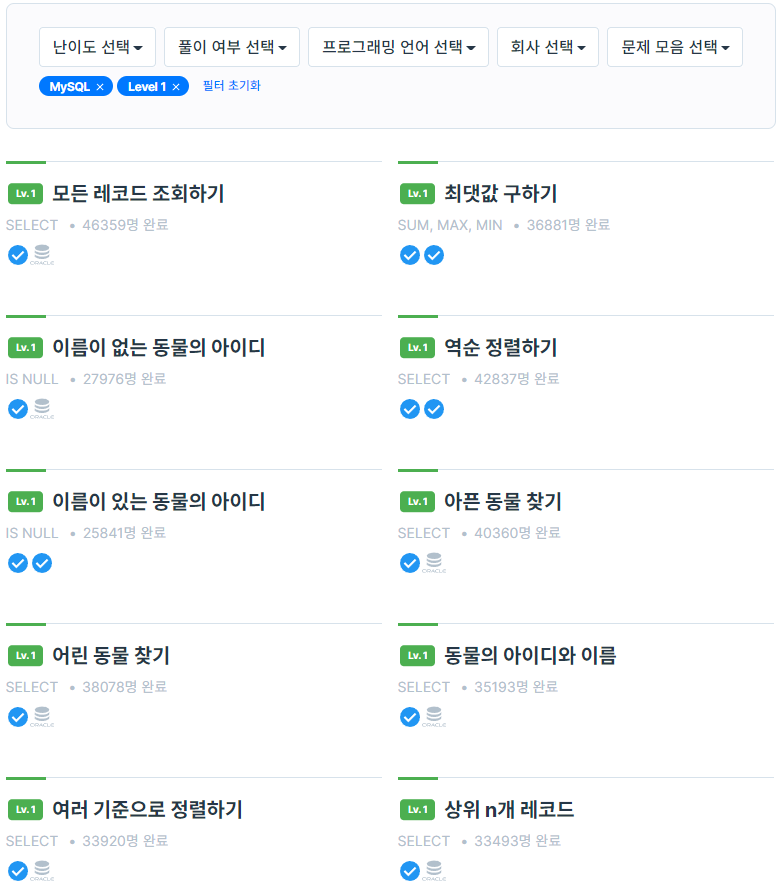 난이도 선택 풀이 여부 선택 프로그래밍 언어 선택 회사 선택 문제 모음 선택
MySQL × Level 1 × 필터 초기화
Lv. 1 모든 레코드 조회하기
SELECT • 46359명 완료
ORACLE
Lv. 1 최댓값 구하기
SUM, MAX, MIN • 36881명 완료
Lv. 1 이름이 없는 동물의 아이디
IS NULL • 27976명 완료
ORACLE
Lv. 1 역순 정렬하기
SELECT • 42837명 완료
Lv. 1 이름이 있는 동물의 아이디
IS NULL • 25841명 완료
Lv. 1 아픈 동물 찾기
SELECT • 40360명 완료
ORACLE
Lv. 1 어린 동물 찾기
SELECT • 38078명 완료
ORACLE
Lv. 1 동물의 아이디와 이름
SELECT • 35193명 완료
ORACLE
Lv. 1 여러 기준으로 정렬하기
SELECT • 33920명 완료
ORACLE
Lv. 1 상위 n개 레코드
SELECT • 33493명 완료
ORACLE